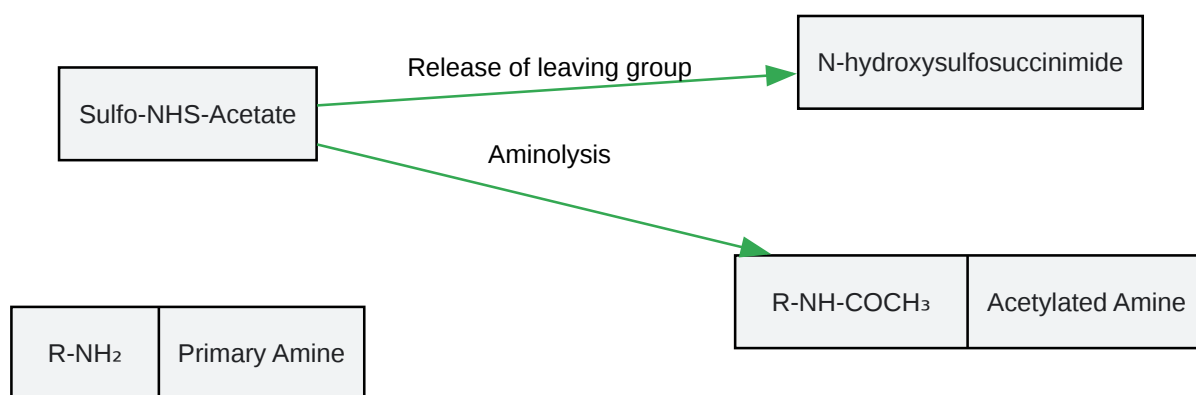 N-hydroxysulfosuccinimide
Release of leaving group
Sulfo-NHS-Acetate
Aminolysis
R-NH-COCH₃ Acetylated Amine
R-NH₂ Primary Amine